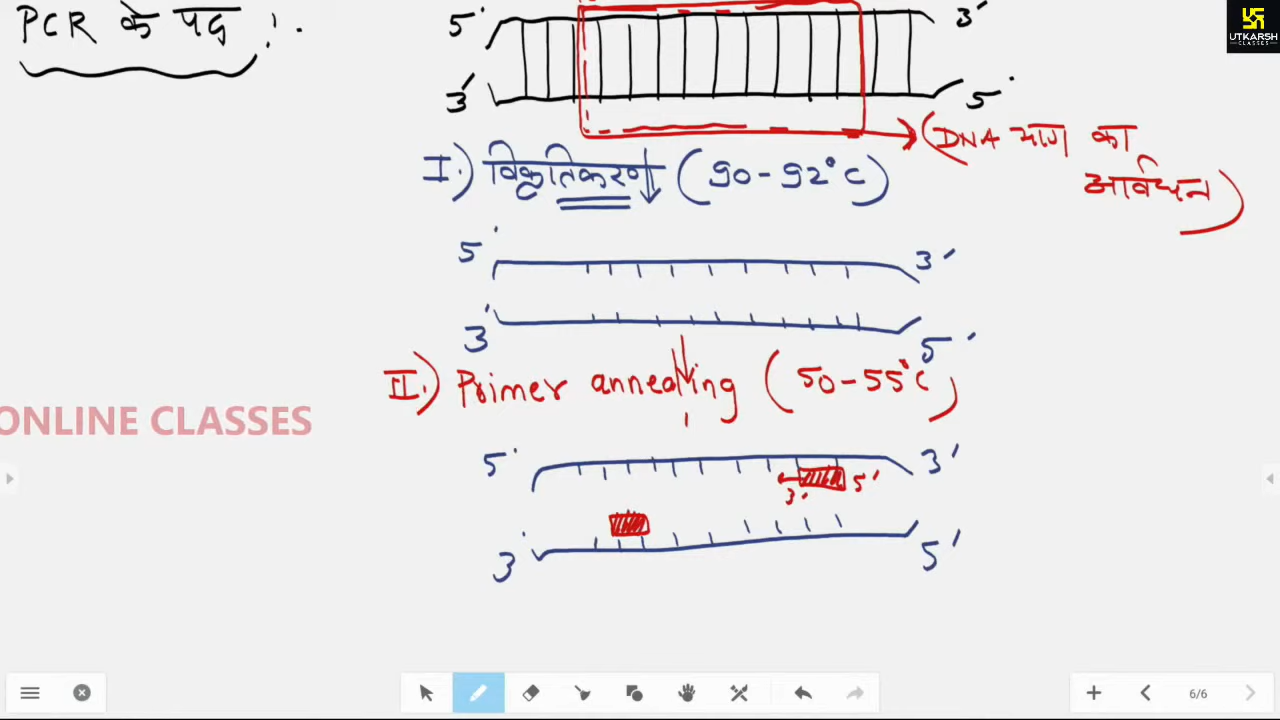 PCR के पद :.
5' 3'
3' 5'
UTKARSH
CLASSES
(DNA भाग का
आवर्धन)
I.) विकृतिकरण (90-92°C)
5' 3'
3' 5'
II.) Primer annealing (50-55°C)
ONLINE CLASSES
5' 3'
3' 5'
3' 5'
6/6